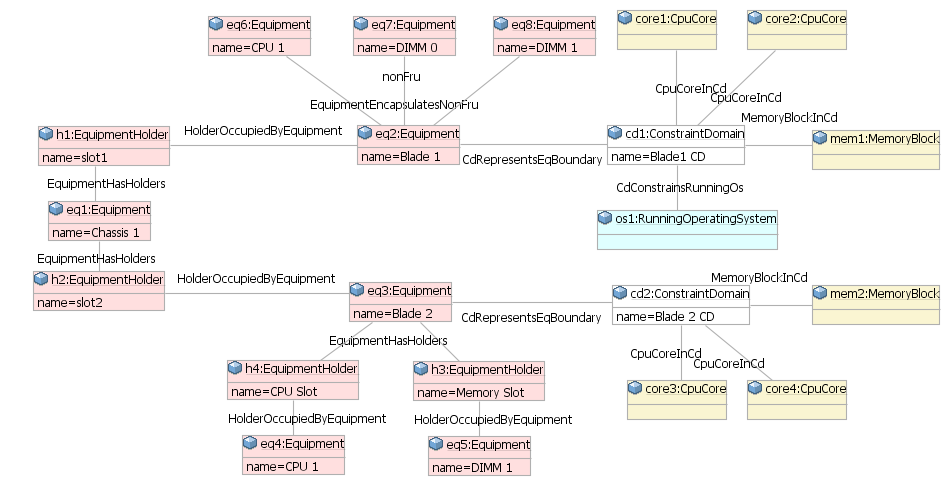 eq6:Equipment
name=CPU 1
eq7:Equipment
name=DIMM 0
eq8:Equipment
name=DIMM 1
core1:CpuCore
core2:CpuCore
nonFru
EquipmentEncapsulatesNonFru
CpuCoreInCd
CpuCoreInCd
h1:EquipmentHolder
name=slot1
HolderOccupiedByEquipment
eq2:Equipment
name=Blade 1
CdRepresentsEqBoundary
cd1:ConstraintDomain
name=Blade1 CD
MemoryBlockInCd
mem1:MemoryBlock
EquipmentHasHolders
CdConstrainsRunningOs
eq1:Equipment
name=Chassis 1
os1:RunningOperatingSystem
EquipmentHasHolders
h2:EquipmentHolder
name=slot2
HolderOccupiedByEquipment
eq3:Equipment
name=Blade 2
CdRepresentsEqBoundary
cd2:ConstraintDomain
name=Blade 2 CD
MemoryBlockInCd
mem2:MemoryBlock
EquipmentHasHolders
CpuCoreInCd
CpuCoreInCd
h4:EquipmentHolder
name=CPU Slot
h3:EquipmentHolder
name=Memory Slot
core3:CpuCore
core4:CpuCore
HolderOccupiedByEquipment
HolderOccupiedByEquipment
eq4:Equipment
name=CPU 1
eq5:Equipment
name=DIMM 1